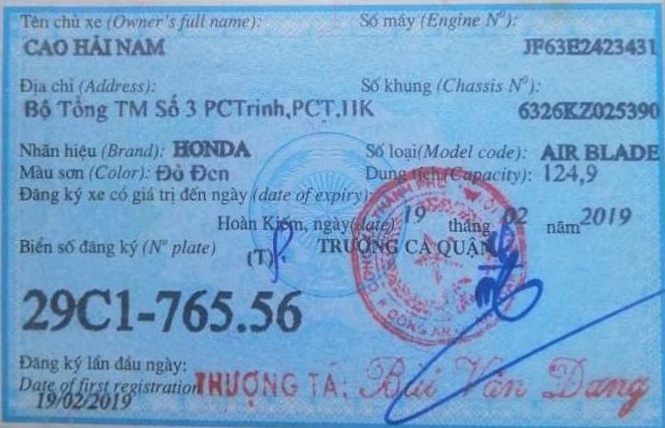 Tên chủ xe (Owner's full name): Số máy (Engine Nº):
CAO HẢI NAM JF63E2423431
Địa chỉ (Address): Số khung (Chassis Nº):
Bộ Tổng TM Số 3 PCTrinh,PCT,HK 6326KZ025390
Nhãn hiệu (Brand): HONDA Số loại(Model code): AIR BLADE
Màu sơn (Color): Đỏ Đen Dung tích(Capacity): 124,9
Đăng ký xe có giá trị đến ngày (date of expiry):
Hoàn Kiếm, ngày(date) 19 tháng 02 năm 2019
Biển số đăng ký (Nº plate) (T) TRƯỞNG CA QUẬN
29C1-765.56
Đăng ký lần đầu ngày:
Date of first registration THƯỢNG TÁ: Bùi Văn Dang
19/02/2019